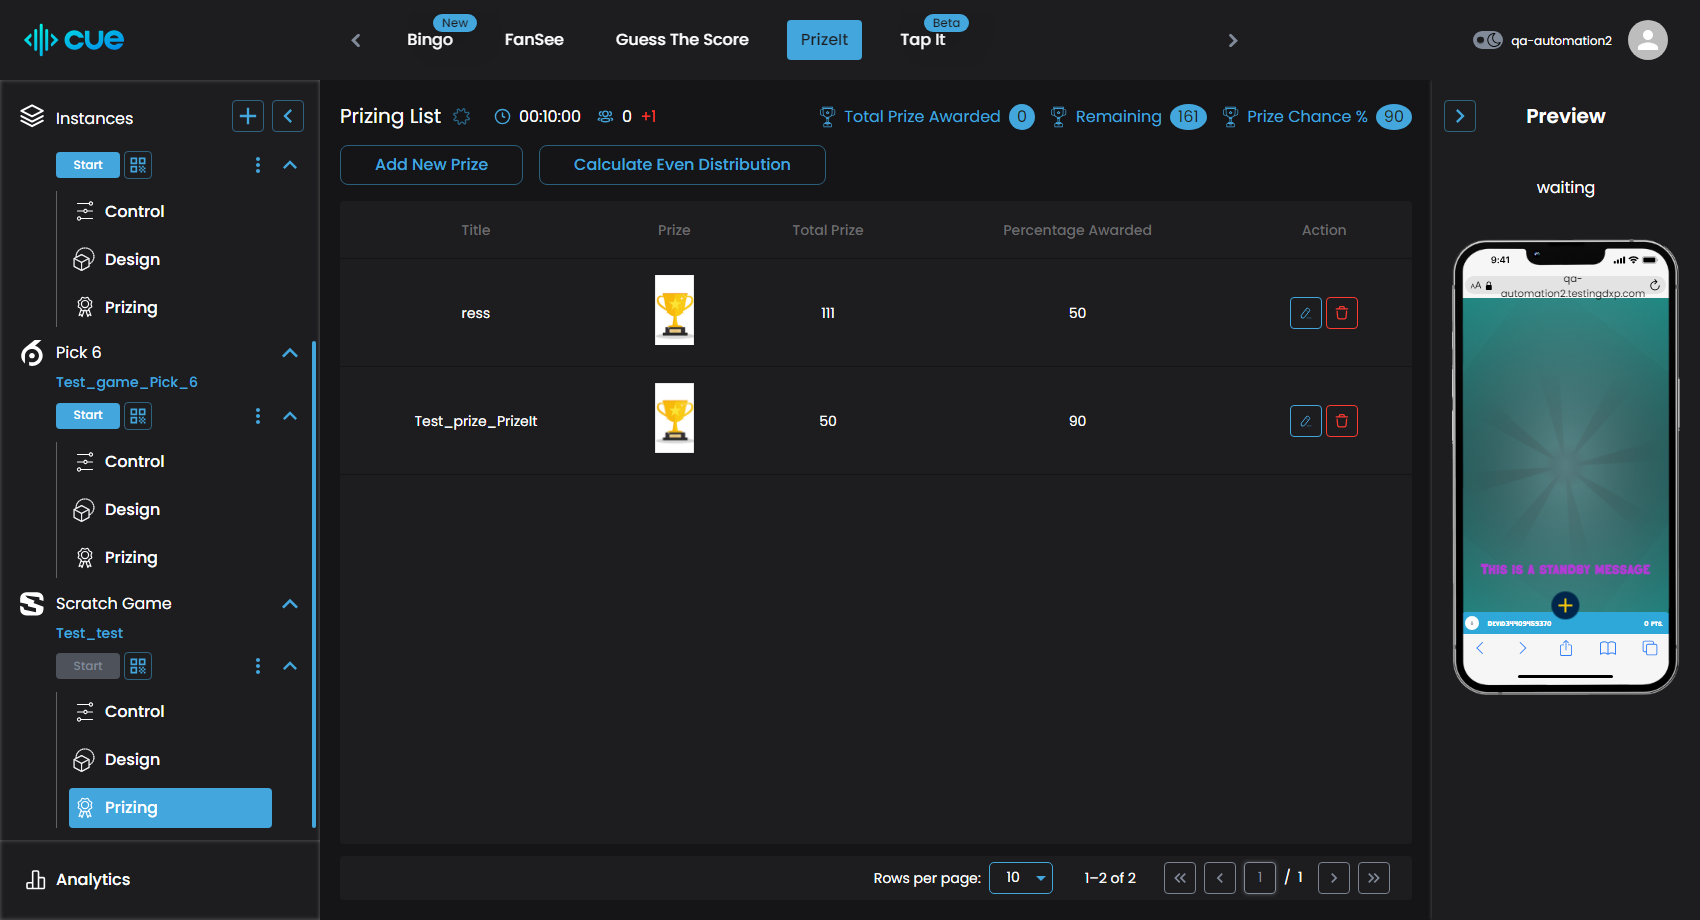 cue
New
Bingo
FanSee
Guess The Score
PrizeIt
Beta
Tap It
qa-automation2
Instances
Start
Control
Design
Prizing
Pick 6
Test_game_Pick_6
Start
Control
Design
Prizing
Scratch Game
Test_test
Start
Control
Design
Prizing
Analytics
Prizing List 00:10:00 0 +1
Total Prize Awarded 0 Remaining 161 Prize Chance % 90
Add New Prize Calculate Even Distribution
Title Prize Total Prize Percentage Awarded Action
ress 111 50
Test_prize_PrizeIt 50 90
Rows per page: 10 1-2 of 2 1 / 1
Preview
waiting
9:41
AA qa-
automation2.testingdxp.com
This is a standby message
0 pts.